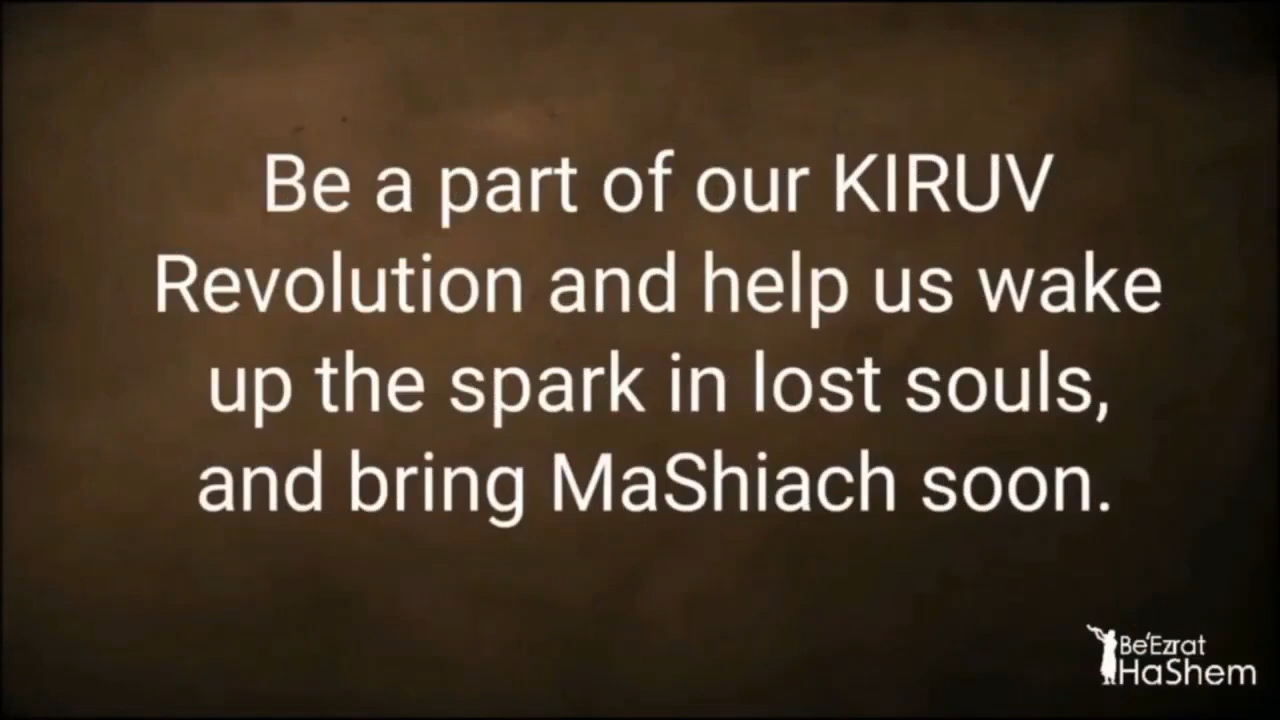 Be a part of our KIRUV
Revolution and help us wake
up the spark in lost souls,
and bring MaShiach soon.
Be'Ezrat
HaShem